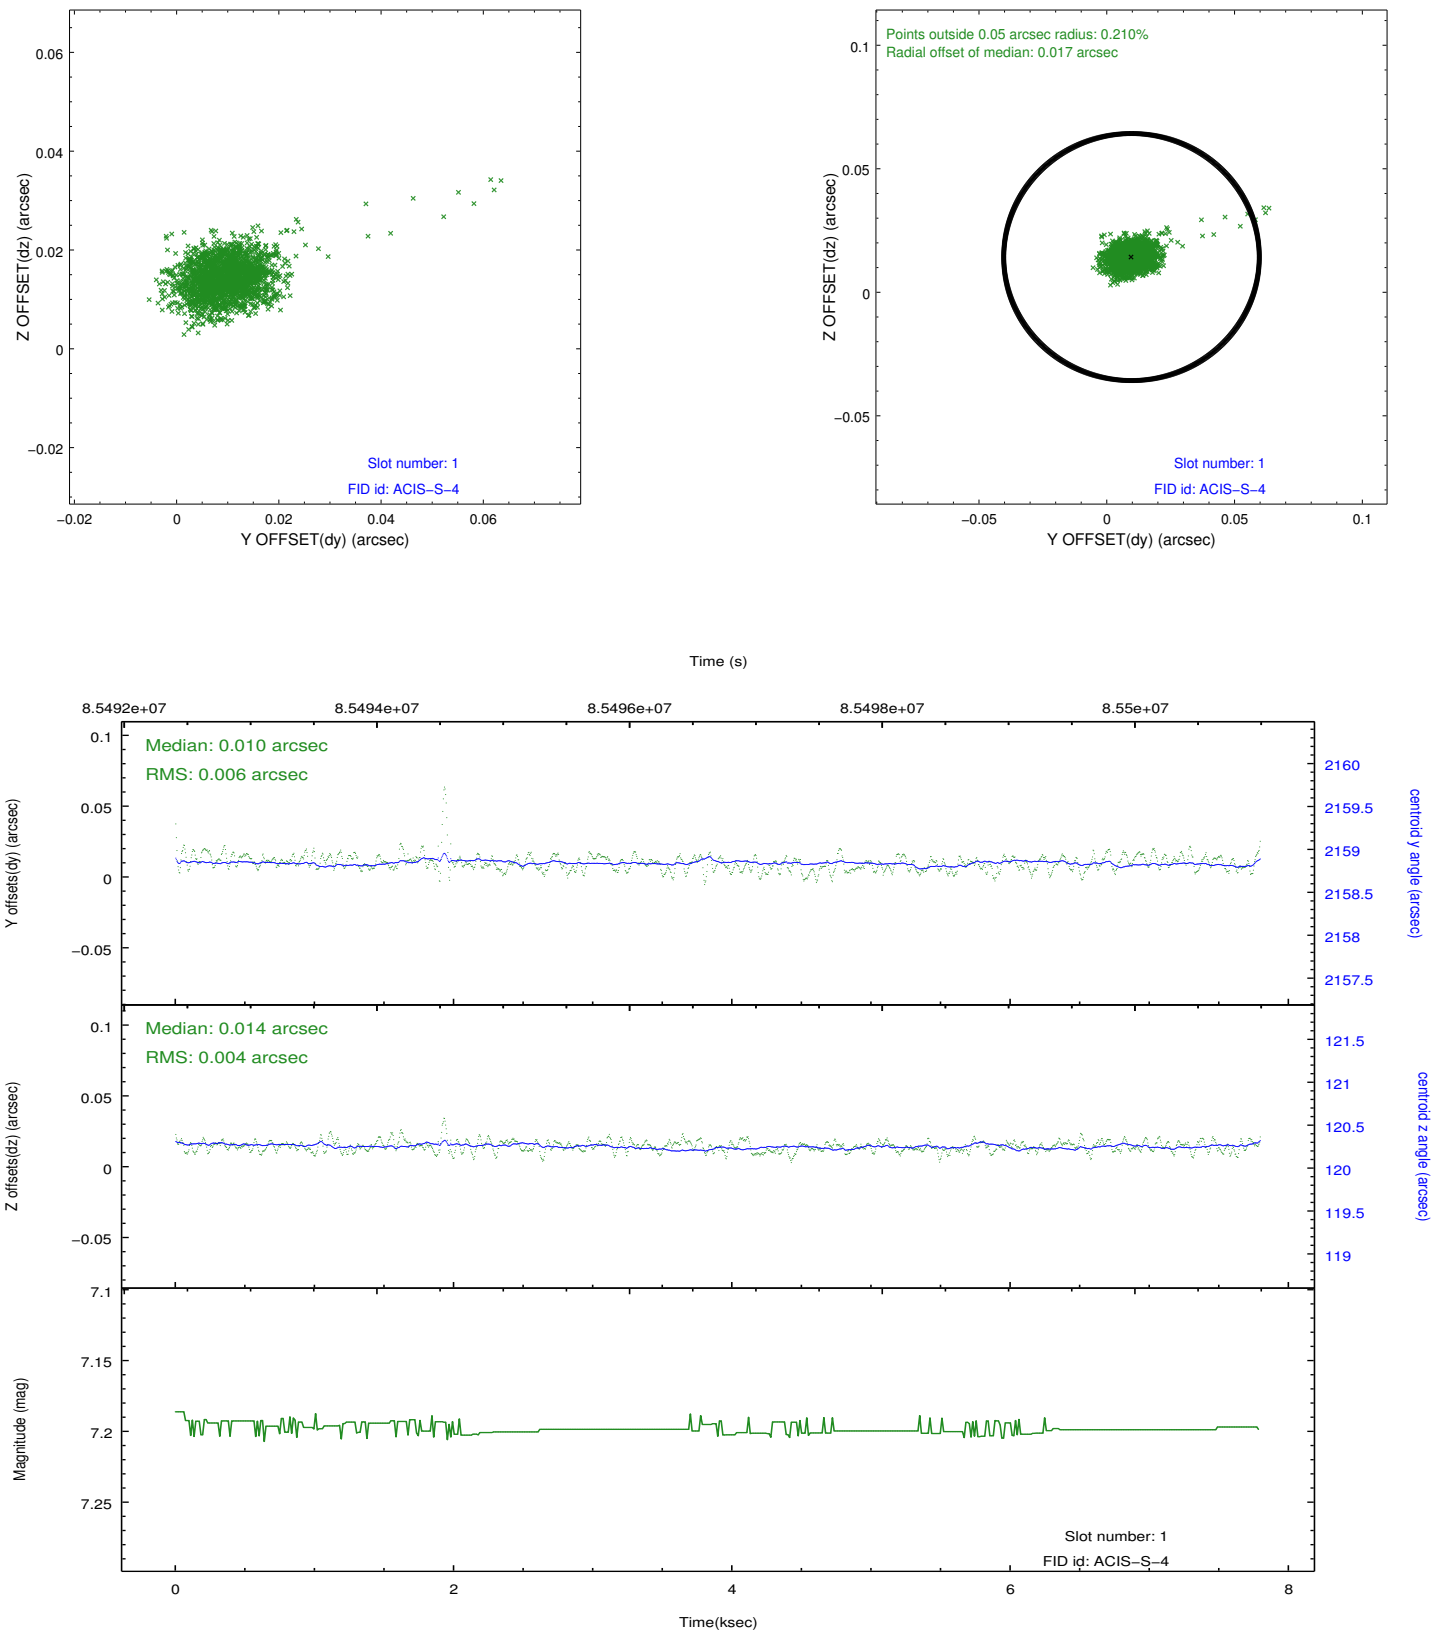 0.06
0.04
0.02
0
−0.02
Z OFFSET(dz) (arcsec)
Slot number: 1
FID id: ACIS−S−4
−0.02 0 0.02 0.04 0.06
Y OFFSET(dy) (arcsec)
Points outside 0.05 arcsec radius: 0.210%
Radial offset of median: 0.017 arcsec
0.1
0.05
0
−0.05
Z OFFSET(dz) (arcsec)
Slot number: 1
FID id: ACIS−S−4
−0.05 0 0.05 0.1
Y OFFSET(dy) (arcsec)
Time (s)
8.5492e+07 8.5494e+07 8.5496e+07 8.5498e+07 8.55e+07
Median: 0.010 arcsec
RMS: 0.006 arcsec
0.1
0.05
0
−0.05
Y offsets(dy) (arcsec)
2160
2159.5
2159
2158.5
2158
2157.5
centroid y angle (arcsec)
Median: 0.014 arcsec
RMS: 0.004 arcsec
0.1
0.05
0
−0.05
Z offsets(dz) (arcsec)
121.5
121
120.5
120
119.5
119
centroid z angle (arcsec)
7.1
7.15
7.2
7.25
Magnitude (mag)
Slot number: 1
FID id: ACIS−S−4
0 2 4 6 8
Time(ksec)